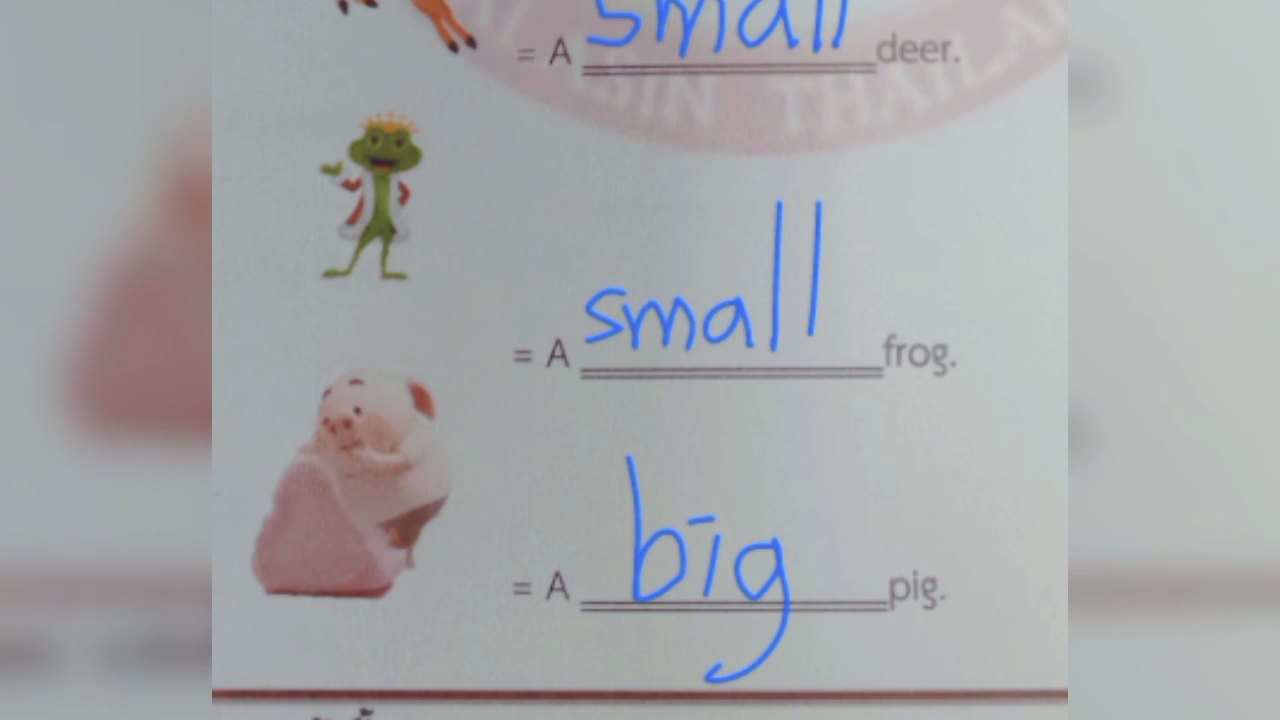 = A small deer.
= A small frog.
= A big pig.